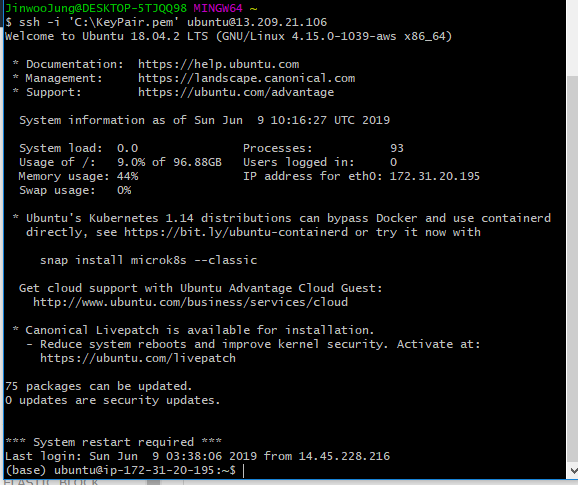 JinwooJung@DESKTOP-5TJQQ98 MINGW64 ~
$ ssh -i 'C:\KeyPair.pem' ubuntu@13.209.21.106
Welcome to Ubuntu 18.04.2 LTS (GNU/Linux 4.15.0-1039-aws x86_64)
* Documentation: https://help.ubuntu.com
* Management: https://landscape.canonical.com
* Support: https://ubuntu.com/advantage
System information as of Sun Jun 9 10:16:27 UTC 2019
System load: 0.0 Processes: 93
Usage of /: 9.0% of 96.88GB Users logged in: 0
Memory usage: 44% IP address for eth0: 172.31.20.195
Swap usage: 0%
* Ubuntu's Kubernetes 1.14 distributions can bypass Docker and use containerd
directly, see https://bit.ly/ubuntu-containerd or try it now with
snap install microk8s --classic
Get cloud support with Ubuntu Advantage Cloud Guest:
http://www.ubuntu.com/business/services/cloud
* Canonical Livepatch is available for installation.
- Reduce system reboots and improve kernel security. Activate at:
https://ubuntu.com/livepatch
75 packages can be updated.
0 updates are security updates.
*** System restart required ***
Last login: Sun Jun 9 03:38:06 2019 from 14.45.228.216
(base) ubuntu@ip-172-31-20-195:~$
ELASTIC BLOCK